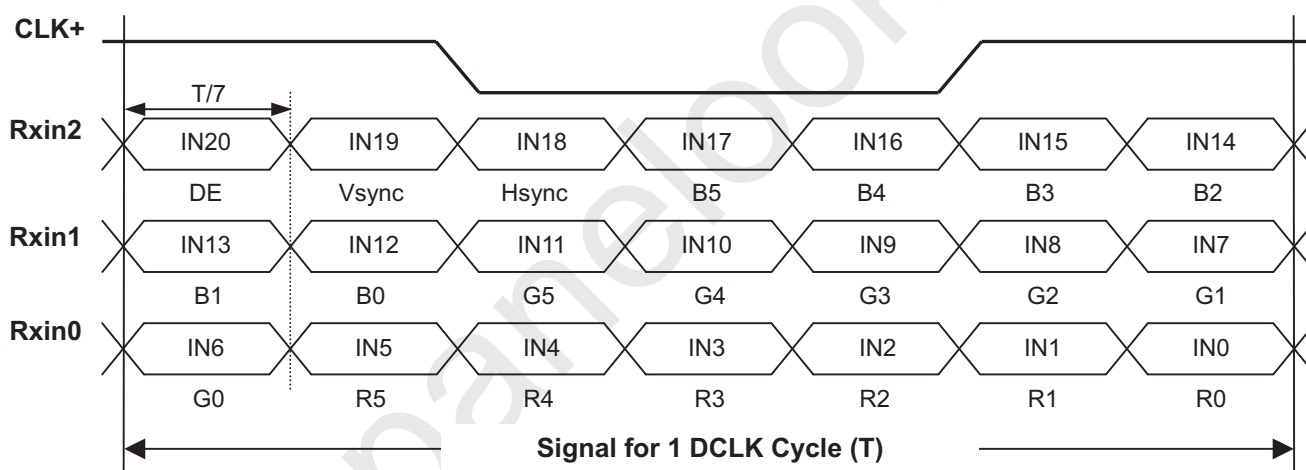 CLK+
T/7
Rxin2 IN20 IN19 IN18 IN17 IN16 IN15 IN14
DE Vsync Hsync B5 B4 B3 B2
Rxin1 IN13 IN12 IN11 IN10 IN9 IN8 IN7
B1 B0 G5 G4 G3 G2 G1
Rxin0 IN6 IN5 IN4 IN3 IN2 IN1 IN0
G0 R5 R4 R3 R2 R1 R0
Signal for 1 DCLK Cycle (T)